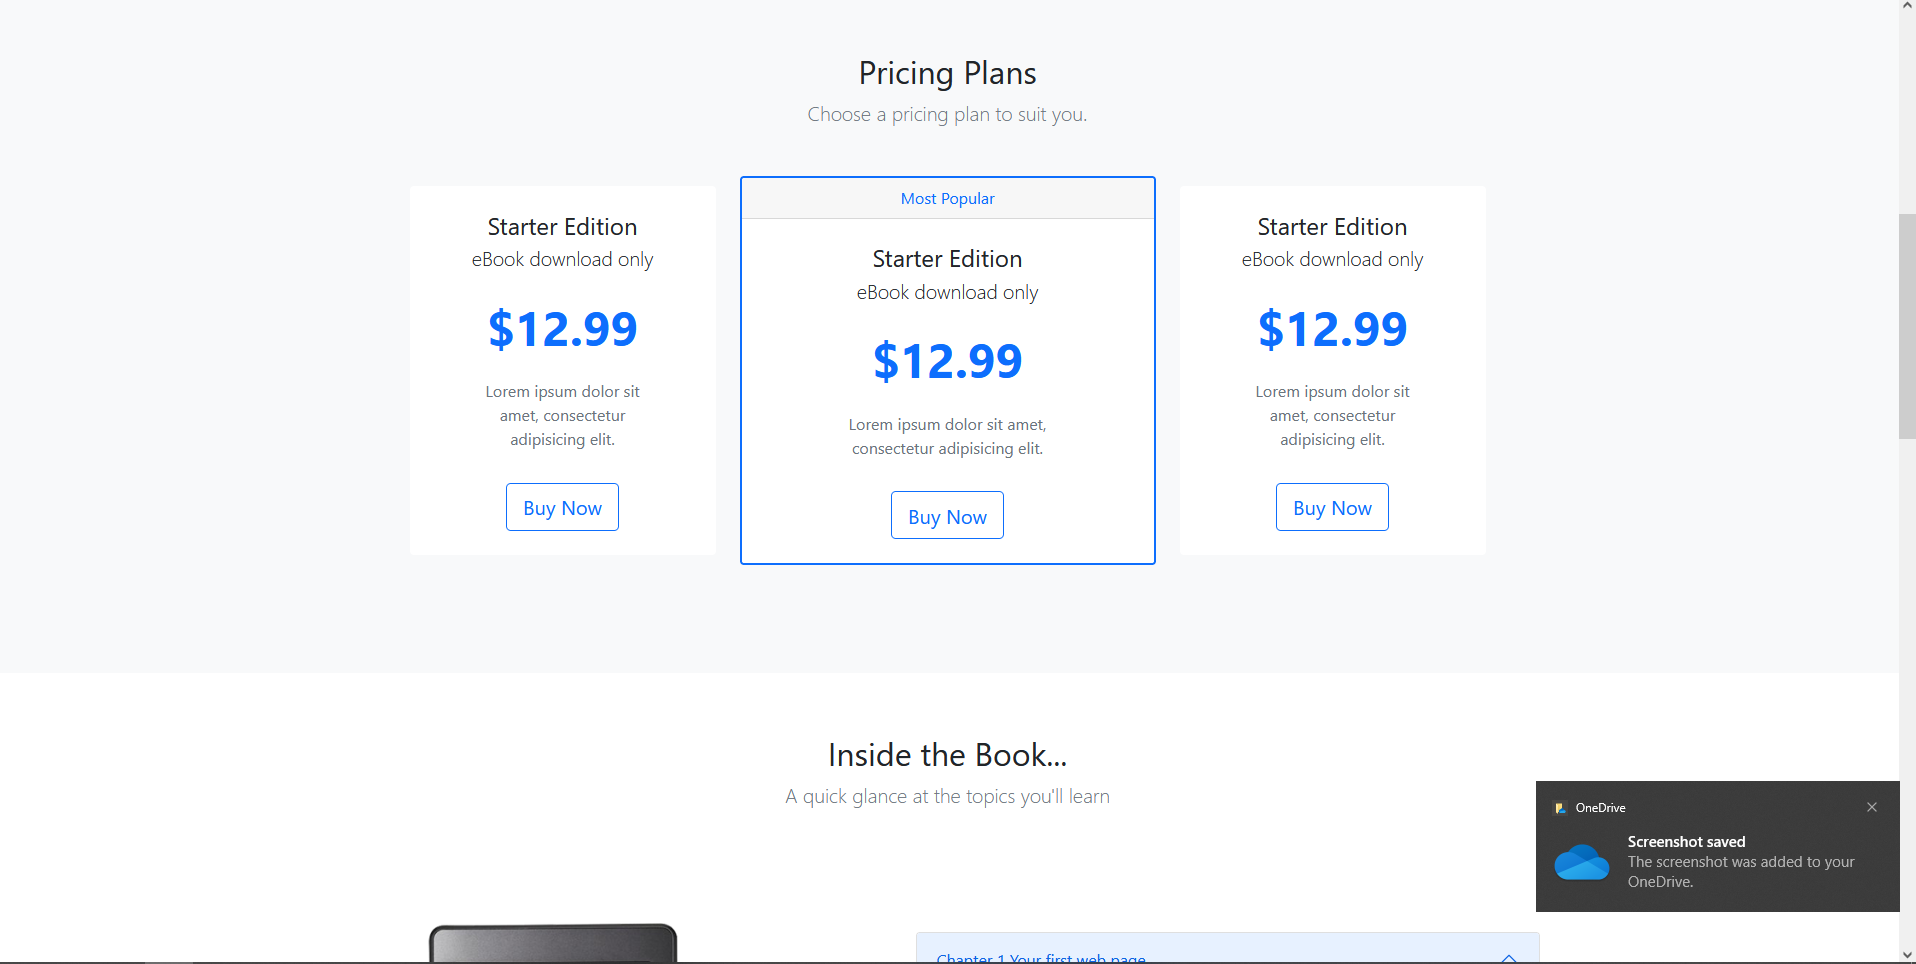 Pricing Plans
Choose a pricing plan to suit you.
Starter Edition
eBook download only
$12.99
Lorem ipsum dolor sit
amet, consectetur
adipisicing elit.
Buy Now
Most Popular
Starter Edition
eBook download only
$12.99
Lorem ipsum dolor sit amet,
consectetur adipisicing elit.
Buy Now
Starter Edition
eBook download only
$12.99
Lorem ipsum dolor sit
amet, consectetur
adipisicing elit.
Buy Now
Inside the Book...
A quick glance at the topics you'll learn
Chapter 1 Your first web page
OneDrive
Screenshot saved
The screenshot was added to your
OneDrive.